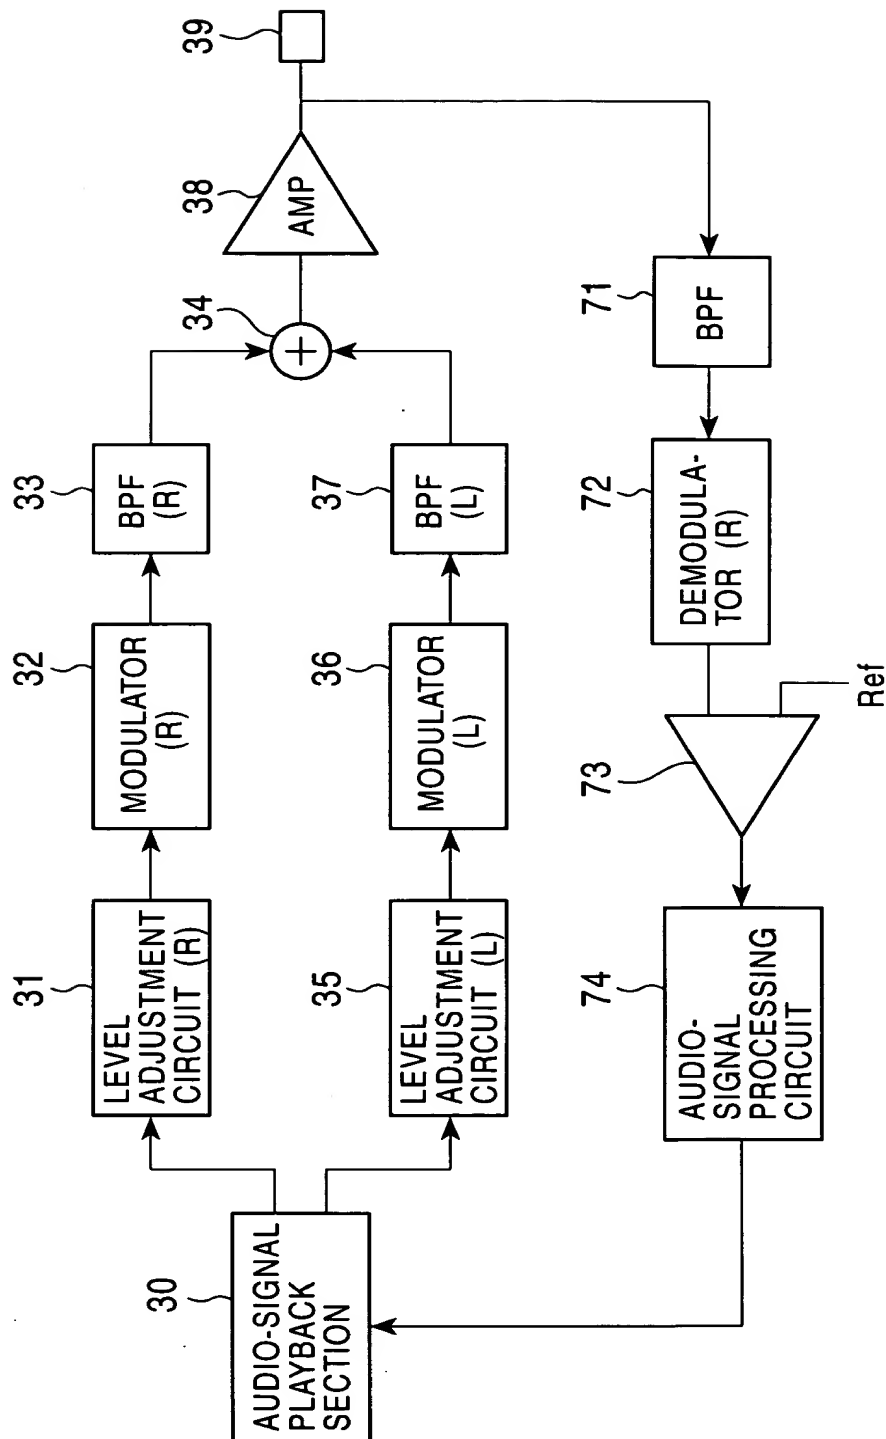 30
AUDIO-SIGNAL
PLAYBACK
SECTION
31
LEVEL
ADJUSTMENT
CIRCUIT (R)
32
MODULATOR
(R)
33
BPF
(R)
34
+
38
AMP
39
35
LEVEL
ADJUSTMENT
CIRCUIT (L)
36
MODULATOR
(L)
37
BPF
(L)
74
AUDIO-
SIGNAL
PROCESSING
CIRCUIT
73
Ref
72
DEMODULA-
TOR (R)
71
BPF